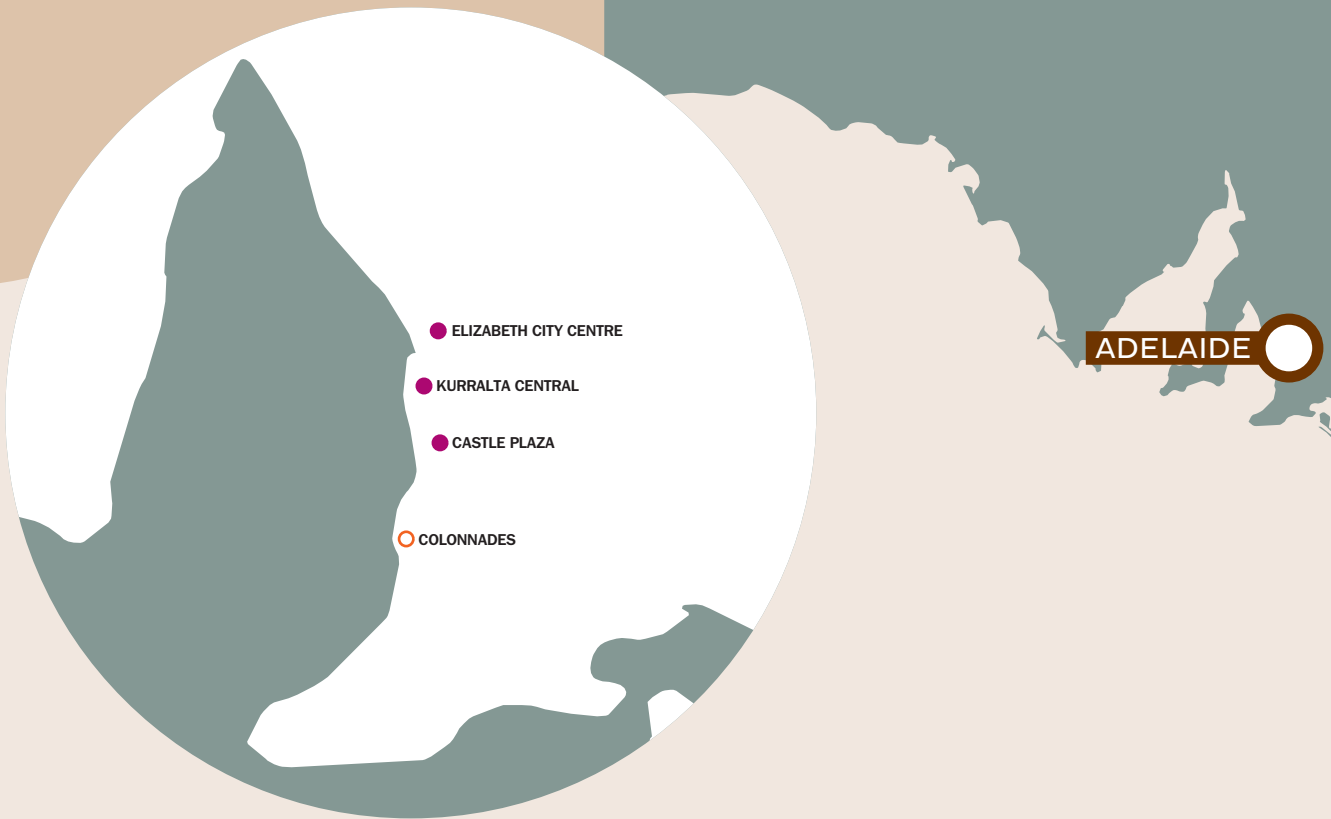 ELIZABETH CITY CENTRE
ADELAIDE
KURRALTA CENTRAL
CASTLE PLAZA
COLONNADES